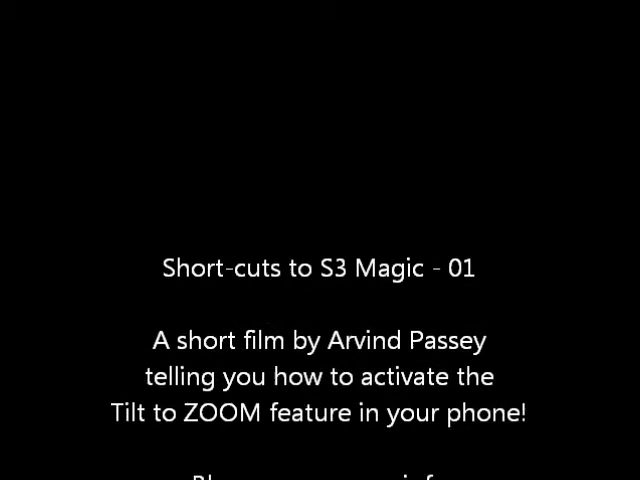 Short-cuts to S3 Magic - 01
A short film by Arvind Passey
telling you how to activate the
Tilt to ZOOM feature in your phone!